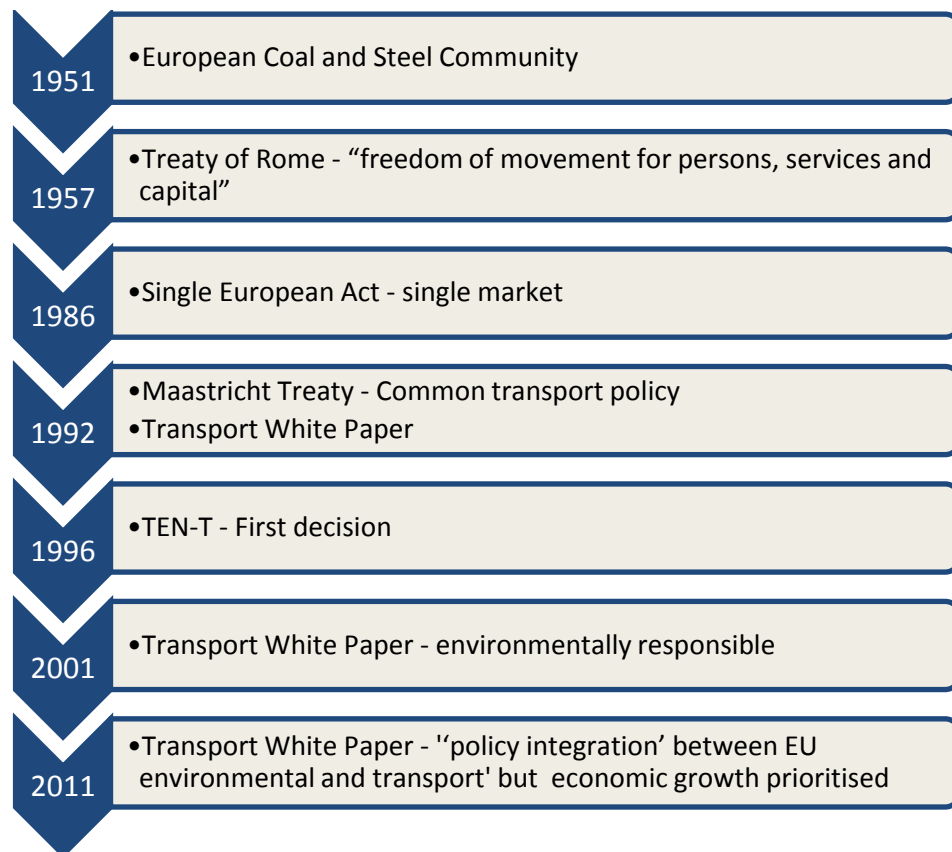 1951
•European Coal and Steel Community
1957
•Treaty of Rome - “freedom of movement for persons, services and
capital”
1986
•Single European Act - single market
1992
•Maastricht Treaty - Common transport policy
•Transport White Paper
1996
•TEN-T - First decision
2001
•Transport White Paper - environmentally responsible
2011
•Transport White Paper - '‘policy integration’ between EU
environmental and transport' but  economic growth prioritised